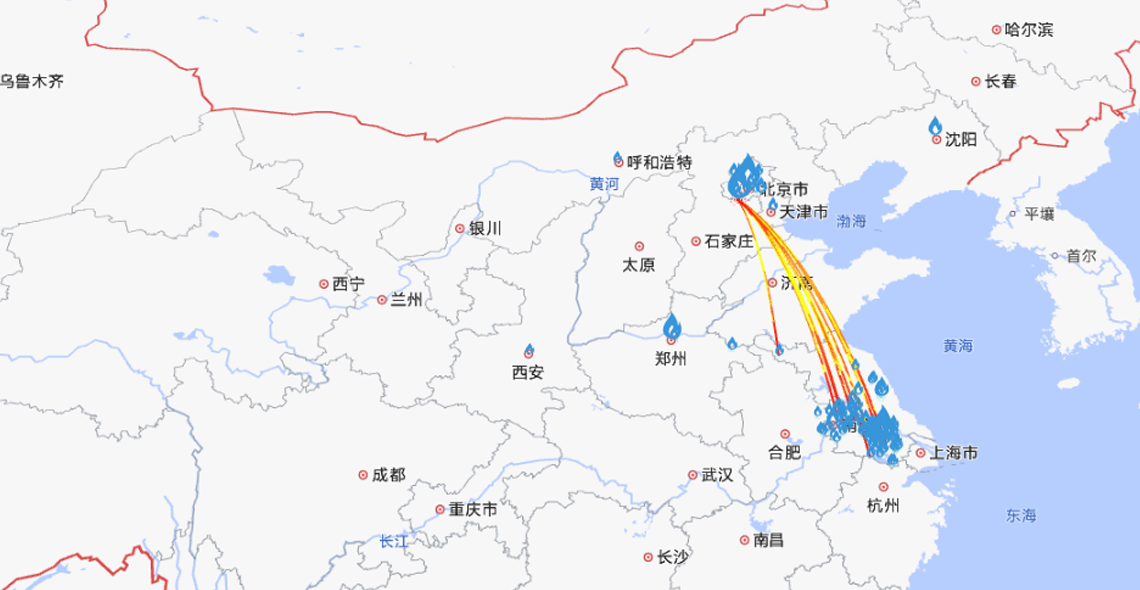 哈尔滨
乌鲁木齐
长春
沈阳
呼和浩特
黄河
北京市
天津市
平壤
渤海
银川
石家庄
首尔
太原
西宁
济南
兰州
黄海
郑州
西安
合肥
上海市
成都
武汉
杭州
重庆市
东海
长江
南昌
长沙